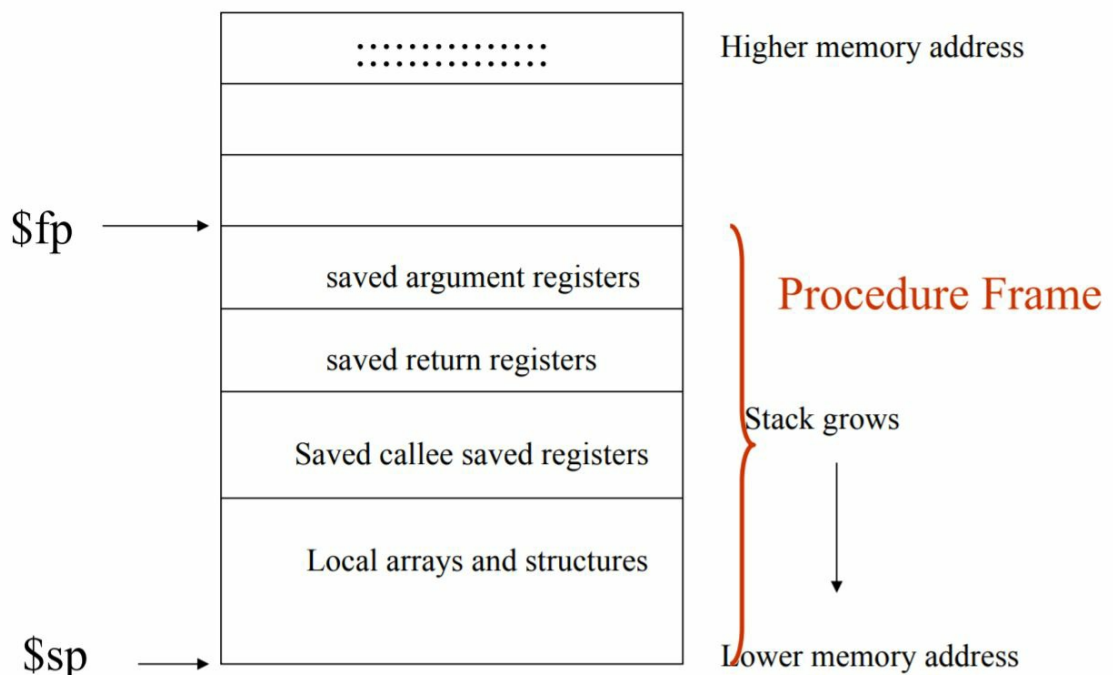 Higher memory address
$fp
saved argument registers
Procedure Frame
saved return registers
Stack grows
Saved callee saved registers
Local arrays and structures
$sp
Lower memory address